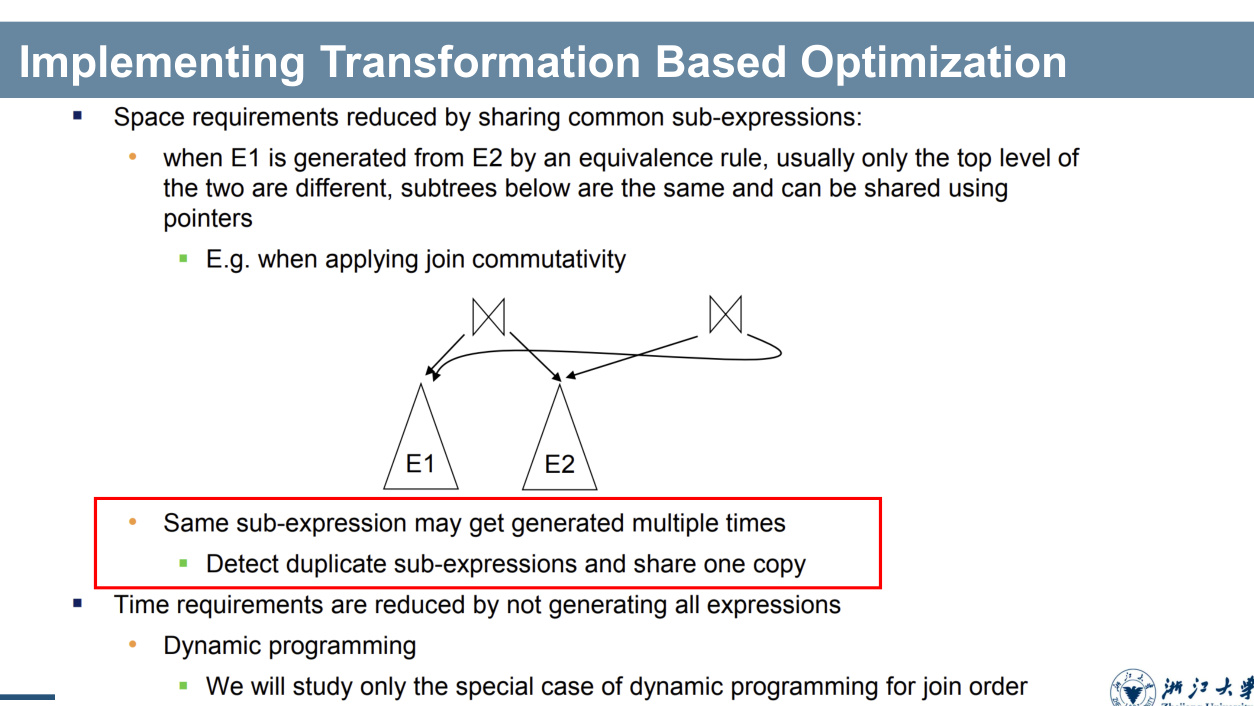 Implementing Transformation Based Optimization
Space requirements reduced by sharing common sub-expressions:
when E1 is generated from E2 by an equivalence rule, usually only the top level of
the two are different, subtrees below are the same and can be shared using
pointers
E.g. when applying join commutativity
E1
E2
Same sub-expression may get generated multiple times
Detect duplicate sub-expressions and share one copy
Time requirements are reduced by not generating all expressions
Dynamic programming
We will study only the special case of dynamic programming for join order
浙江大学